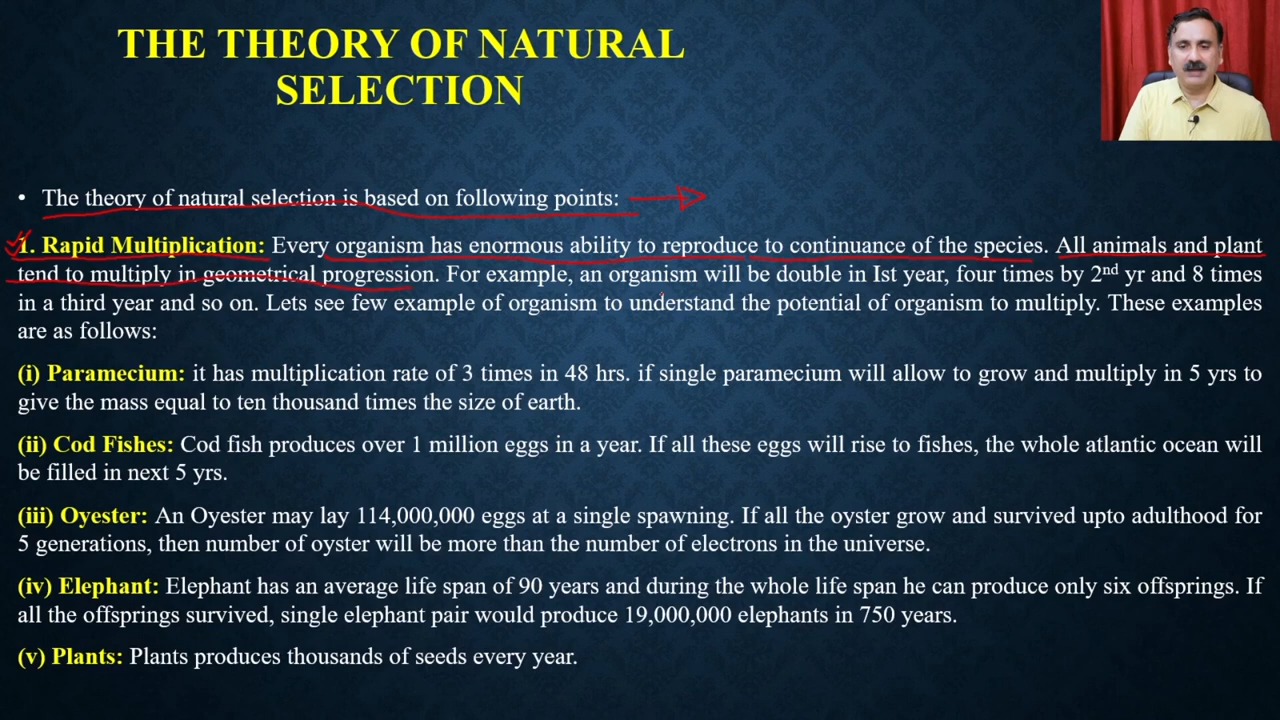 THE THEORY OF NATURAL
SELECTION
• The theory of natural selection is based on following points:
1. Rapid Multiplication: Every organism has enormous ability to reproduce to continuance of the species. All animals and plant
tend to multiply in geometrical progression. For example, an organism will be double in Ist year, four times by 2nd yr and 8 times
in a third year and so on. Lets see few example of organism to understand the potential of organism to multiply. These examples
are as follows:
(i) Paramecium: it has multiplication rate of 3 times in 48 hrs. if single paramecium will allow to grow and multiply in 5 yrs to
give the mass equal to ten thousand times the size of earth.
(ii) Cod Fishes: Cod fish produces over 1 million eggs in a year. If all these eggs will rise to fishes, the whole atlantic ocean will
be filled in next 5 yrs.
(iii) Oyester: An Oyester may lay 114,000,000 eggs at a single spawning. If all the oyster grow and survived upto adulthood for
5 generations, then number of oyster will be more than the number of electrons in the universe.
(iv) Elephant: Elephant has an average life span of 90 years and during the whole life span he can produce only six offsprings. If
all the offsprings survived, single elephant pair would produce 19,000,000 elephants in 750 years.
(v) Plants: Plants produces thousands of seeds every year.